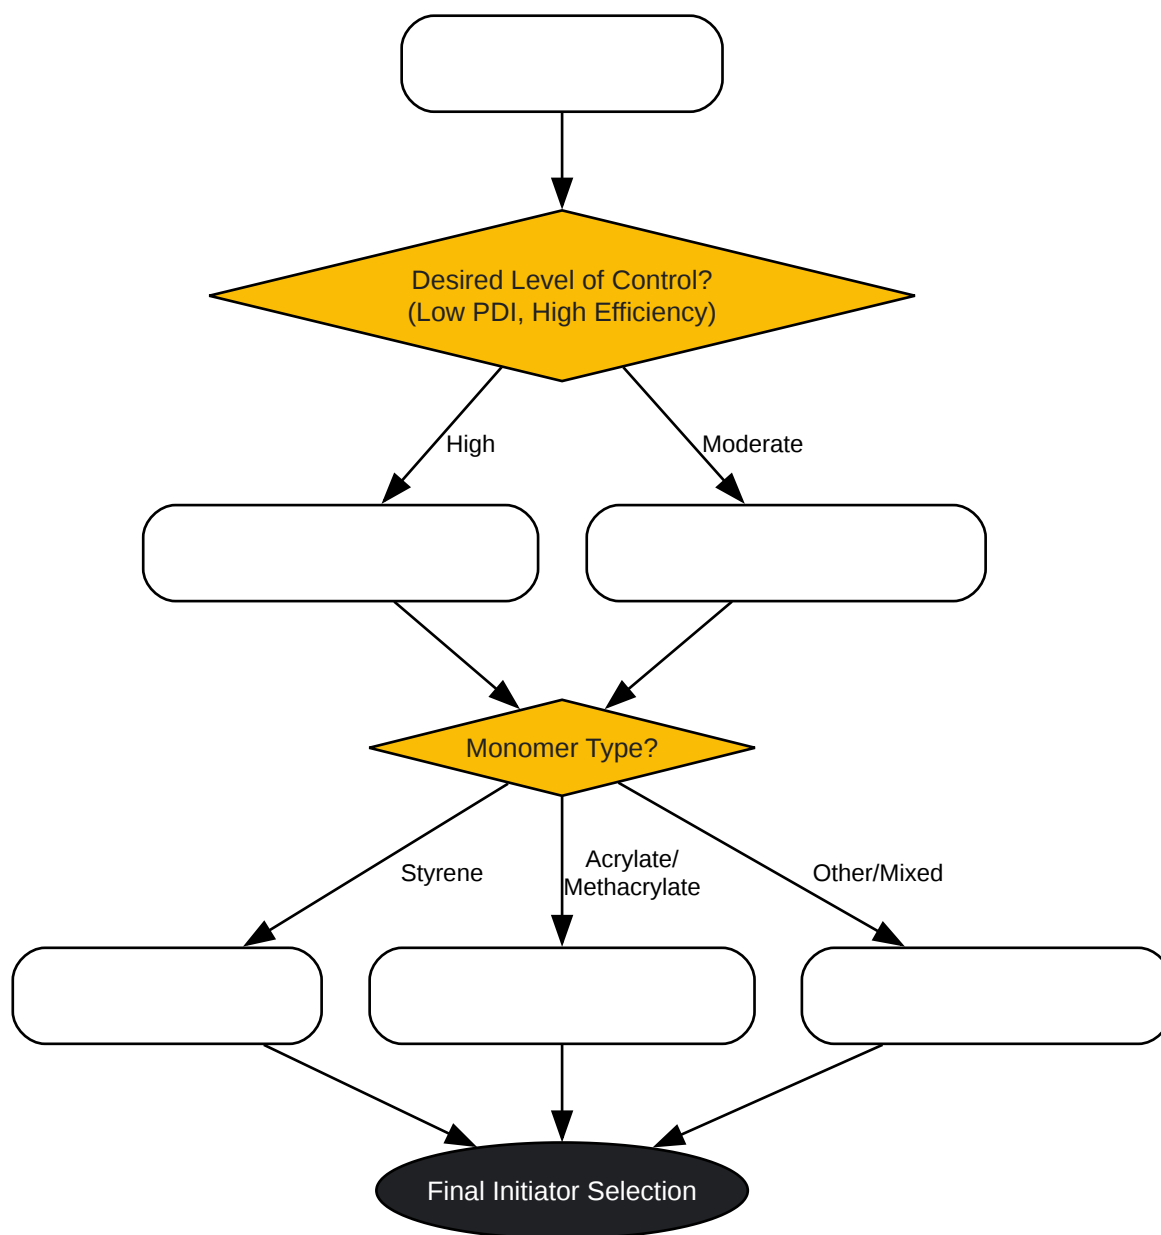 Desired Level of Control?
(Low PDI, High Efficiency)
High
Moderate
Monomer Type?
Styrene
Acrylate/
Methacrylate
Other/Mixed
Final Initiator Selection